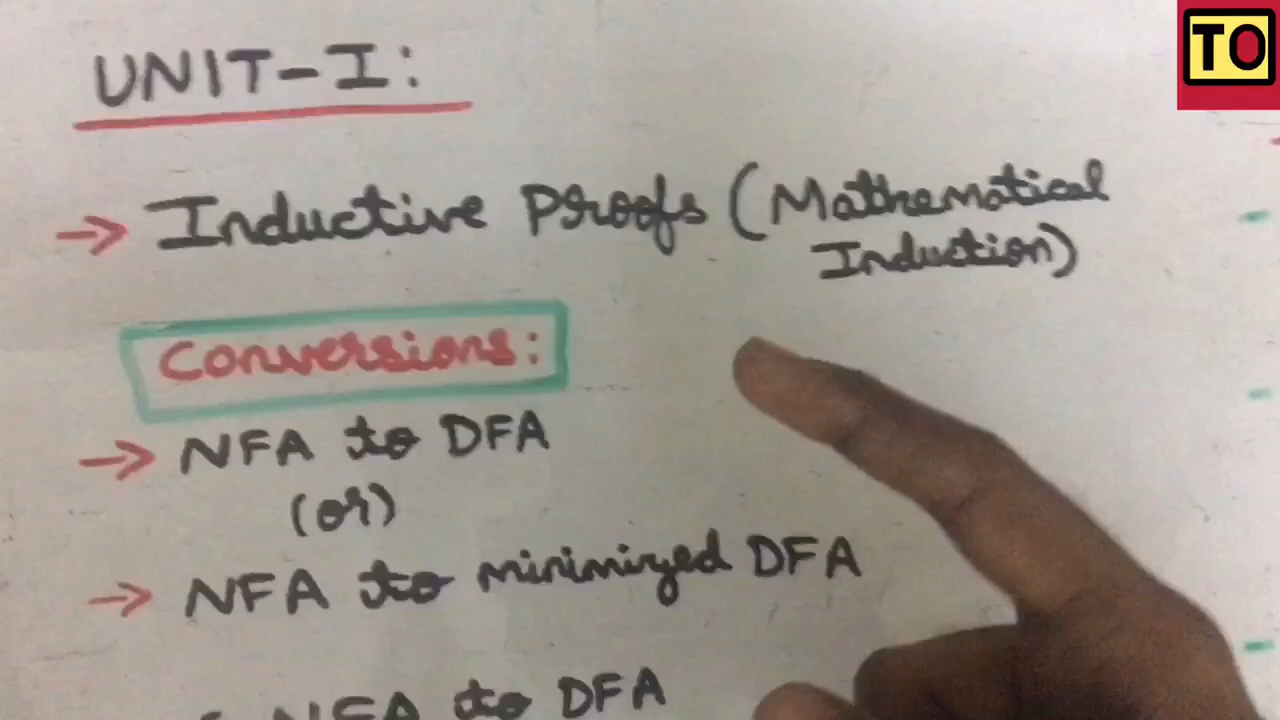 TO
UNIT-I:
→ Inductive Proofs (Mathematical
Induction)
Conversions:
→ NFA to DFA
(or)
→ NFA to minimized DFA
NFA to DFA